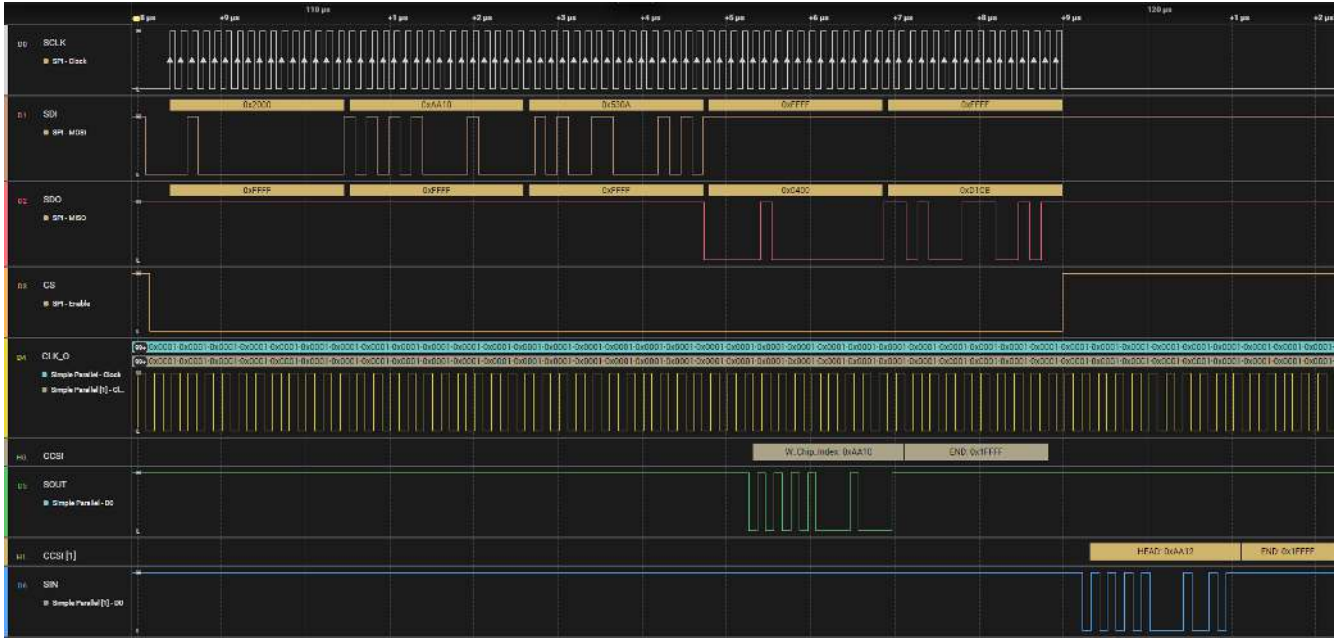 110 µs 120 µs
+9 µs +1 µs +2 µs +3 µs +4 µs +5 µs +6 µs +7 µs +8 µs +9 µs +1 µs +2 µs
D0 SCLK
SPI - Clock
0x2000 0xAA10 0x530A 0xFFFF 0xFFFF
D1 SDI
SPI - MOSI
0xFFFF 0xFFFF 0xFFFF 0x0400 0xD1CE
D2 SDO
SPI - MISO
D3 CS
SPI - Enable
D4 CLK_O
Simple Parallel - Clock
Simple Parallel [1] - Cl...
H0 CCSI
W_Chip_Index: 0xAA10 END: 0x1FFFF
D5 SOUT
Simple Parallel - D0
H1 CCSI [1]
HEAD: 0xAA12 END: 0x1FFFF
D6 SIN
Simple Parallel [1] - D0